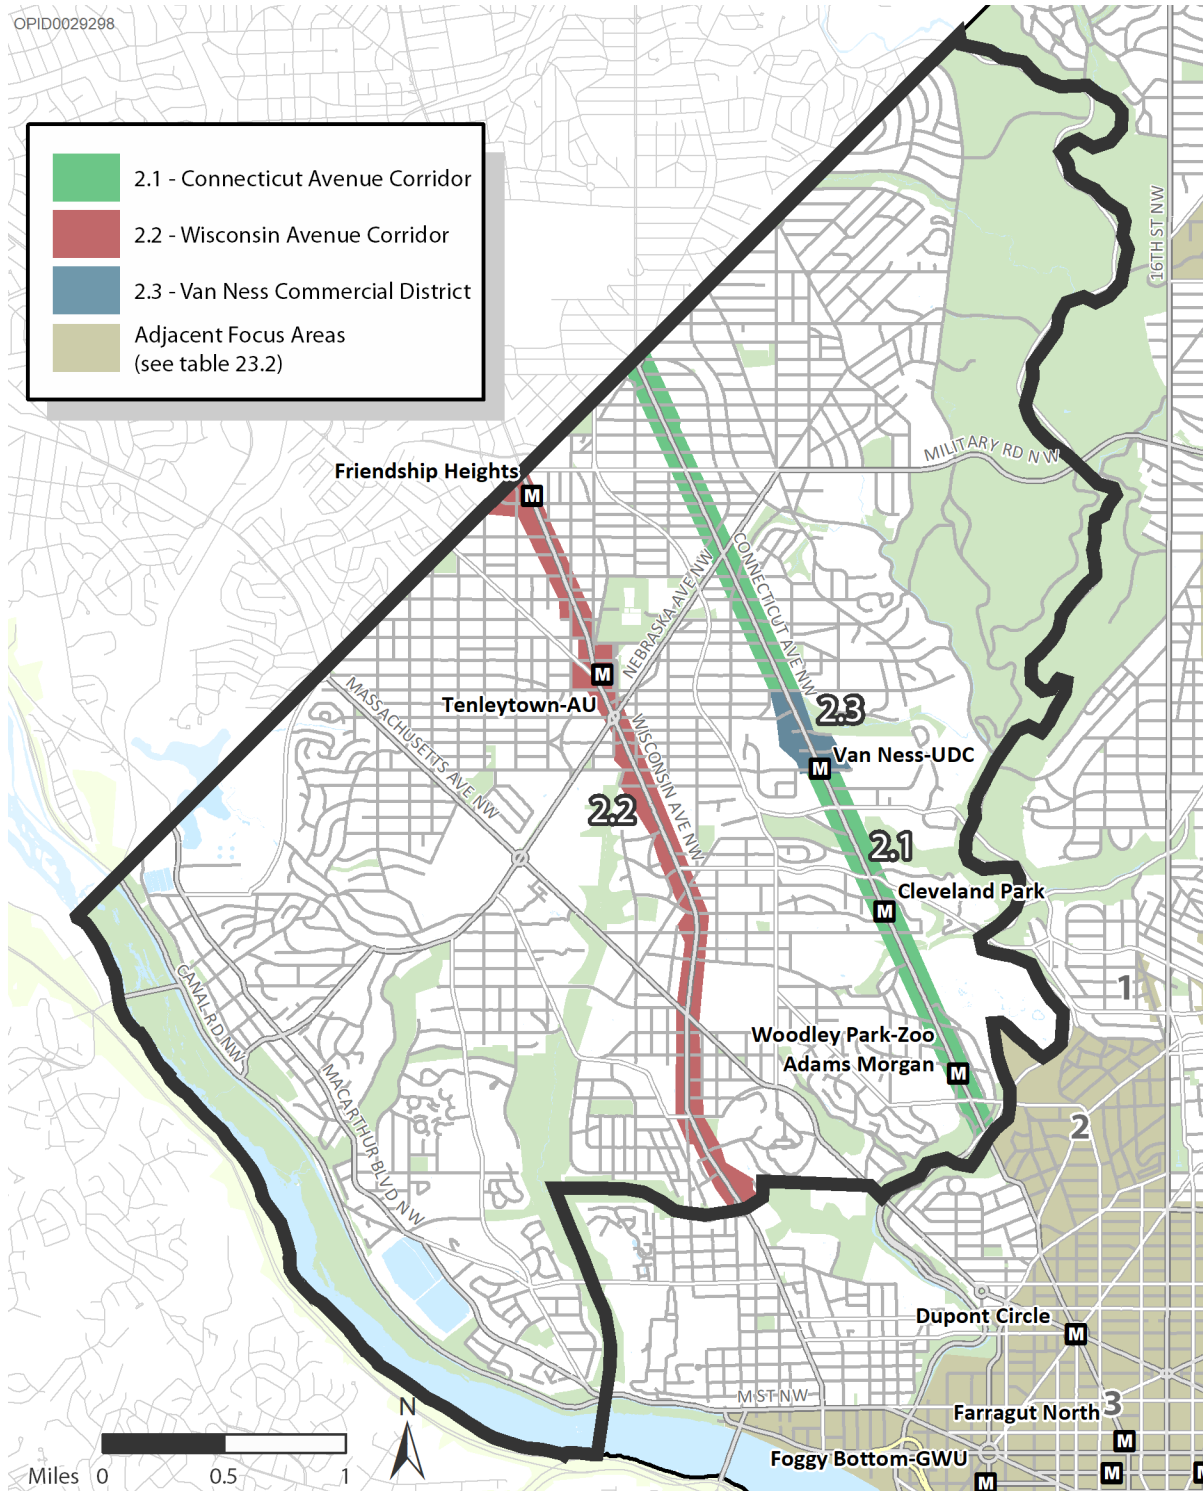 OPID0029298
2.1 - Connecticut Avenue Corridor
2.2 - Wisconsin Avenue Corridor
2.3 - Van Ness Commercial District
Adjacent Focus Areas
(see table 23.2)
16TH ST NW
MILITARY RD NW
Friendship Heights
M
CONNECTICUT AVE NW
NEBRASKA AVE NW
M
Tenleytown-AU
MASSACHUSETTS AVE NW
WISCONSIN AVE NW
2.3
Van Ness-UDC
M
2.2
2.1
Cleveland Park
M
CANAL RD NW
1
Woodley Park-Zoo
Adams Morgan
M
MACARTHUR BLVD NW
2
Dupont Circle
M
M ST NW
3
Farragut North
M
Foggy Bottom-GWU
M
M
N
Miles 0 0.5 1